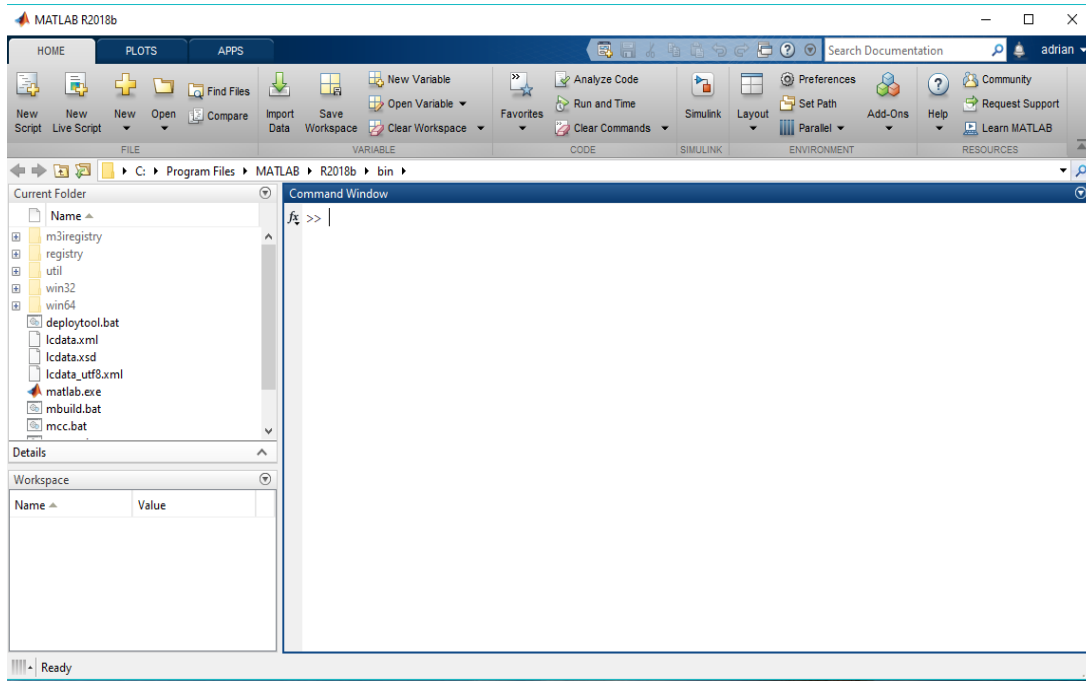 MATLAB R2018b
HOME PLOTS APPS Search Documentation adrian
New Script
New Live Script
New
Open
Find Files
Compare
FILE
Import Data
Save Workspace
New Variable
Open Variable
Clear Workspace
VARIABLE
Favorites
Analyze Code
Run and Time
Clear Commands
CODE
Simulink
SIMULINK
Layout
Preferences
Set Path
Parallel
Add-Ons
ENVIRONMENT
Help
Community
Request Support
Learn MATLAB
RESOURCES
C: Program Files MATLAB R2018b bin
Current Folder
Name
m3iregistry
registry
util
win32
win64
deploytool.bat
lcdata.xml
lcdata.xsd
lcdata_utf8.xml
matlab.exe
mbuild.bat
mcc.bat
Details
Workspace
Name Value
Command Window
fx >>
Ready